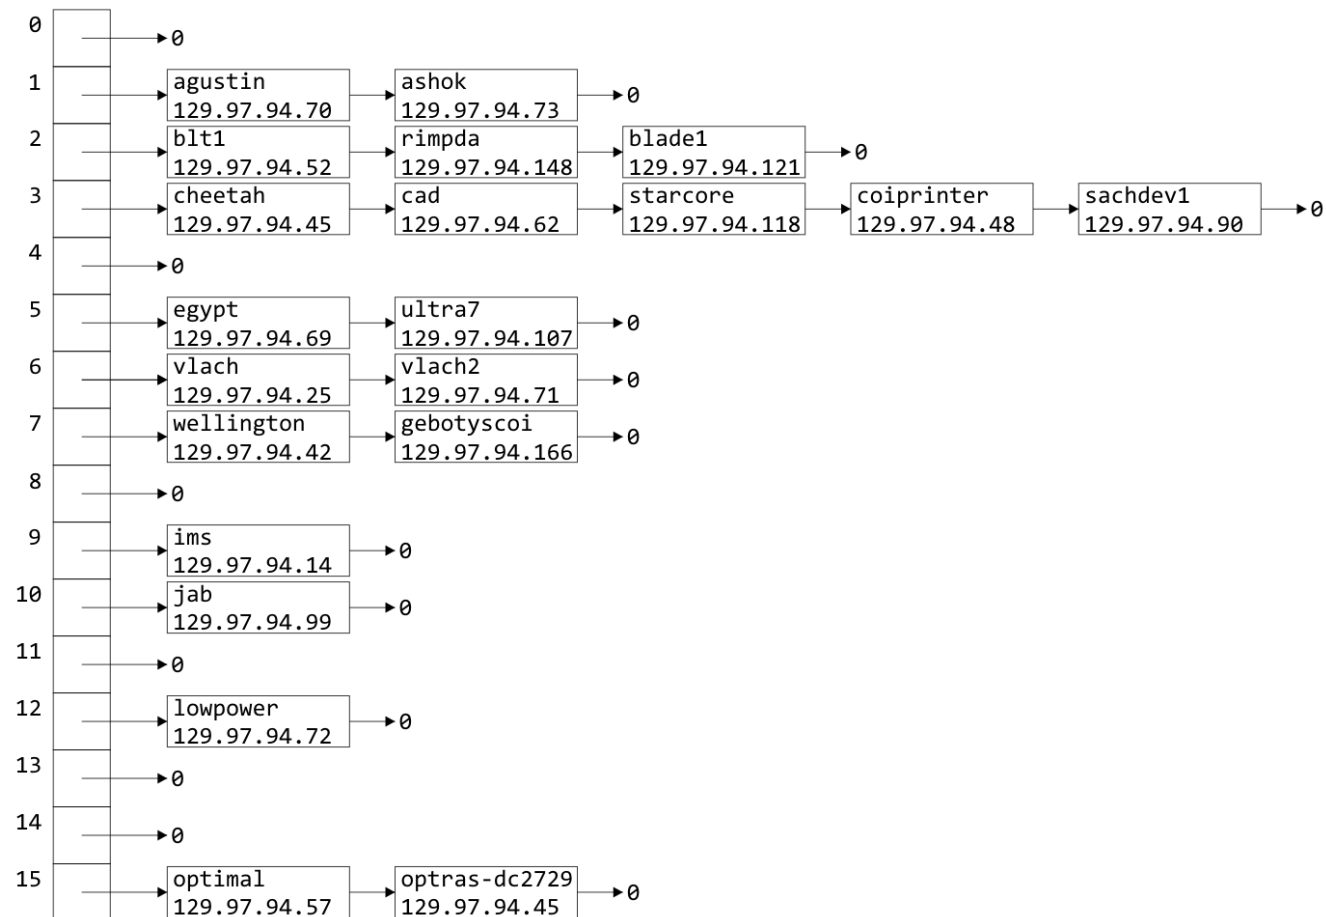 0
0
1
agustin
129.97.94.70
ashok
129.97.94.73
0
2
blt1
129.97.94.52
rimpda
129.97.94.148
blade1
129.97.94.121
0
3
cheetah
129.97.94.45
cad
129.97.94.62
starcore
129.97.94.118
coiprinter
129.97.94.48
sachdev1
129.97.94.90
0
4
0
5
egypt
129.97.94.69
ultra7
129.97.94.107
0
6
vlach
129.97.94.25
vlach2
129.97.94.71
0
7
wellington
129.97.94.42
gebotyscoi
129.97.94.166
0
8
0
9
ims
129.97.94.14
0
10
jab
129.97.94.99
0
11
0
12
lowpower
129.97.94.72
0
13
0
14
0
15
optimal
129.97.94.57
optras-dc2729
129.97.94.45
0